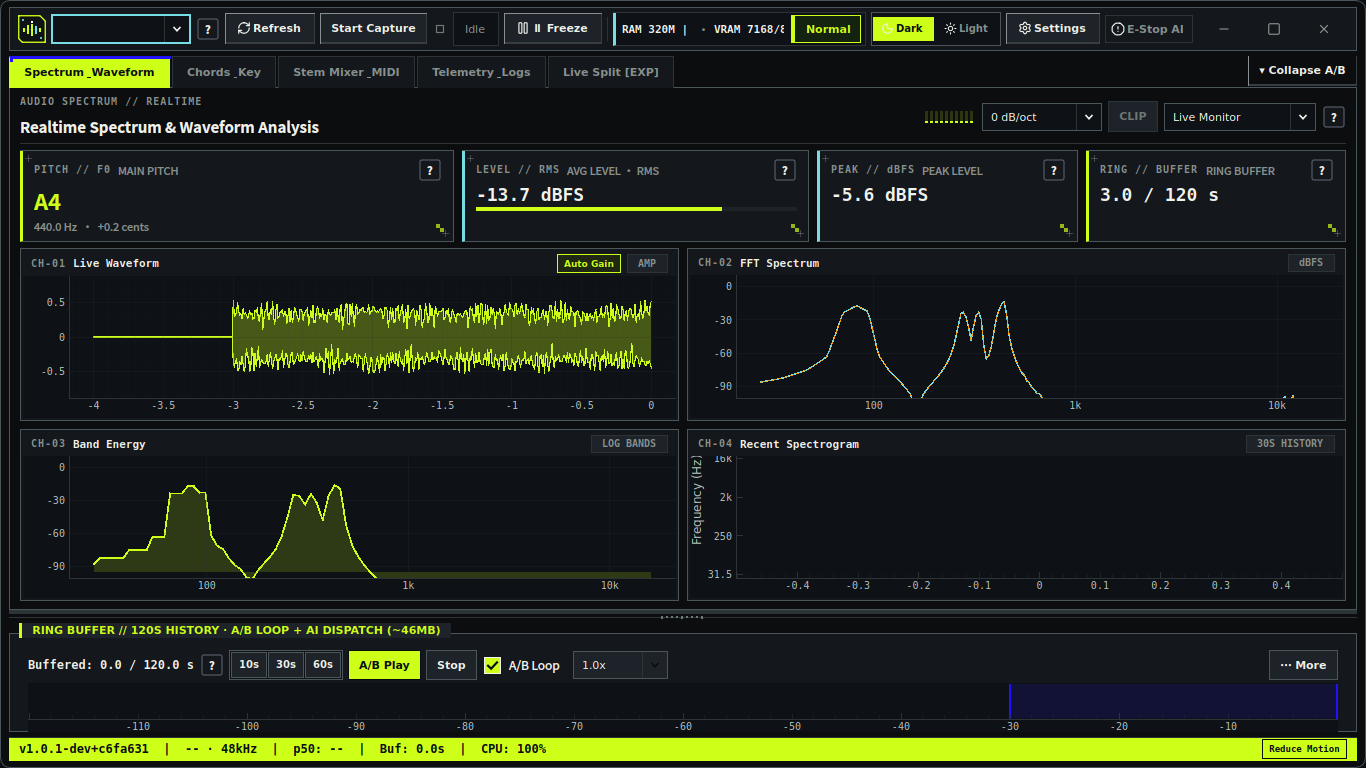 ? Refresh Start Capture Idle ⏸ Freeze RAM 320M | • VRAM 7168/8 Normal Dark Light Settings E-Stop AI
Spectrum _Waveform Chords _Key Stem Mixer _MIDI Telemetry _Logs Live Split [EXP] ▾ Collapse A/B
AUDIO SPECTRUM // REALTIME
Realtime Spectrum & Waveform Analysis 0 dB/oct CLIP Live Monitor ?
PITCH // F0 MAIN PITCH ? LEVEL // RMS AVG LEVEL • RMS ? PEAK // dBFS PEAK LEVEL ? RING // BUFFER RING BUFFER ?
A4 -13.7 dBFS -5.6 dBFS 3.0 / 120 s
440.0 Hz • +0.2 cents
CH-01 Live Waveform Auto Gain AMP
0.5
0
-0.5
-4 -3.5 -3 -2.5 -2 -1.5 -1 -0.5 0
CH-02 FFT Spectrum dBFS
0
-30
-60
-90
100 1k 10k
CH-03 Band Energy LOG BANDS
0
-30
-60
-90
100 1k 10k
CH-04 Recent Spectrogram 30S HISTORY
Frequency (Hz)
16k
2k
250
31.5
-0.4 -0.3 -0.2 -0.1 0 0.1 0.2 0.3 0.4
RING BUFFER // 120S HISTORY · A/B LOOP + AI DISPATCH (~46MB)
Buffered: 0.0 / 120.0 s ? 10s 30s 60s A/B Play Stop A/B Loop 1.0x ··· More
-110 -100 -90 -80 -70 -60 -50 -40 -30 -20 -10
v1.0.1-dev+c6fa631 | -- · 48kHz | p50: -- | Buf: 0.0s | CPU: 100% Reduce Motion